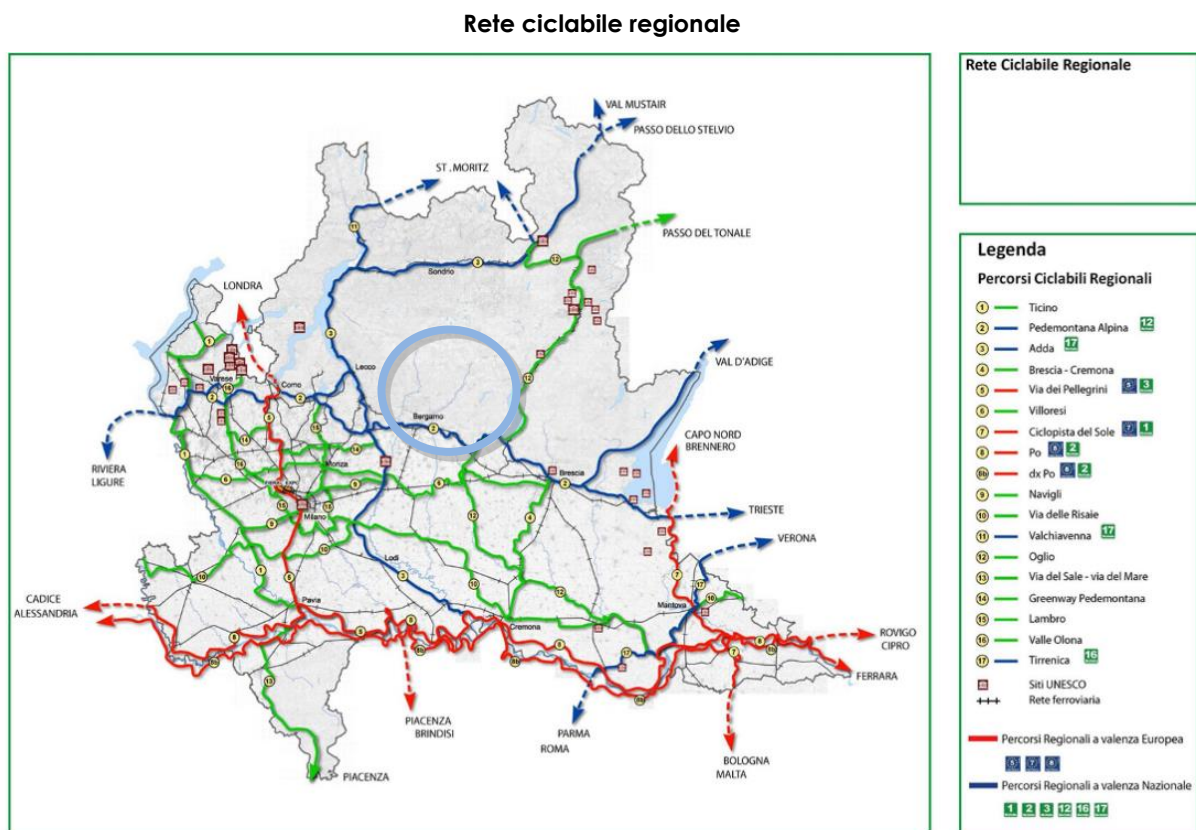 Rete ciclabile regionale
Rete Ciclabile Regionale
VAL MUSTAIR
PASSO DELLO STELVIO
ST . MORITZ
PASSO DEL TONALE
LONDRA
VAL D'ADIGE
CAPO NORD
BRENNERO
RIVIERA
LIGURE
TRIESTE
VERONA
CADICE
ALESSANDRIA
ROVIGO
CIPRO
FERRARA
PIACENZA
BRINDISI
PARMA
ROMA
BOLOGNA
MALTA
PIACENZA
Sondrio
Lecco
Varese
Como
Bergamo
Monza
Brescia
Milano
Lodi
Pavia
Cremona
Mantova
Legenda
Percorsi Ciclabili Regionali
1 Ticino
2 Pedemontana Alpina 12
3 Adda 17
4 Brescia - Cremona
5 Via dei Pellegrini 5 3
6 Villoresi
7 Ciclopista del Sole 7 1
8 Po 8 2
8b dx Po 8 2
9 Navigli
10 Via delle Risaie
11 Valchiavenna 17
12 Oglio
13 Via del Sale - via del Mare
14 Greenway Pedemontana
15 Lambro
16 Valle Olona
17 Tirrenica 16
Siti UNESCO
Rete ferroviaria
Percorsi Regionali a valenza Europea
5 7 8
Percorsi Regionali a valenza Nazionale
1 2 3 12 16 17